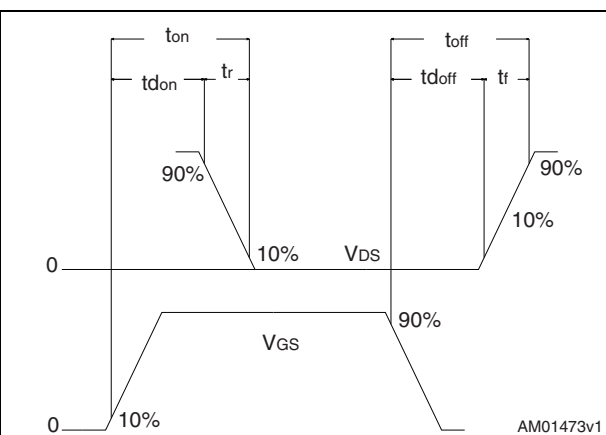 ton toff
tdon tr tdoff tf
90% 90%
10%
0 10% VDS
90%
VGS
0 10%
AM01473v1